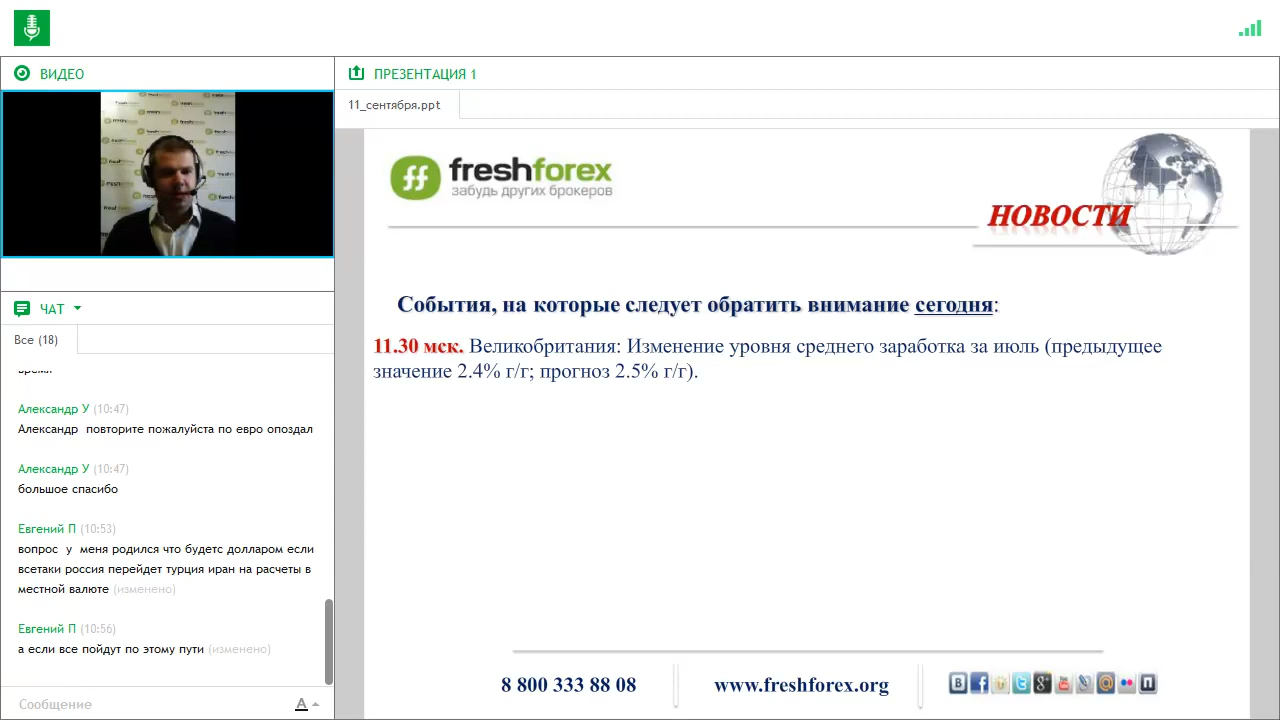 ВИДЕО
ПРЕЗЕНТАЦИЯ 1
11_сентября.ppt
freshforex
забудь других брокеров
НОВОСТИ
События, на которые следует обратить внимание сегодня:
11.30 мск. Великобритания: Изменение уровня среднего заработка за июль (предыдущее
значение 2.4% г/г; прогноз 2.5% г/г).
8 800 333 88 08
www.freshforex.org
ЧАТ
Все (18)
время
Александр У (10:47)
Александр повторите пожалуйста по евро опоздал
Александр У (10:47)
большое спасибо
Евгений П (10:53)
вопрос у меня родился что будетс долларом если
всетаки россия перейдет турция иран на расчеты в
местной валюте (изменено)
Евгений П (10:56)
а если все пойдут по этому пути (изменено)
Сообщение
A